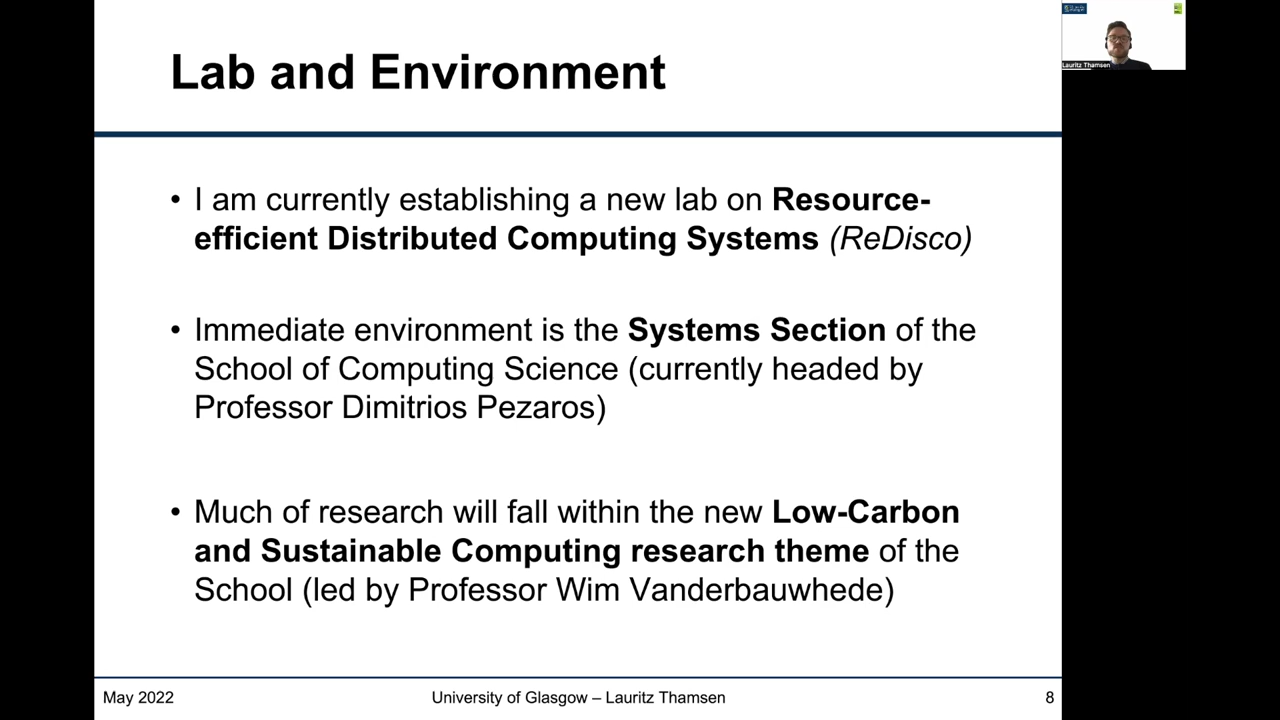 Lab and Environment
• I am currently establishing a new lab on Resource-
efficient Distributed Computing Systems (ReDisco)
• Immediate environment is the Systems Section of the
School of Computing Science (currently headed by
Professor Dimitrios Pezaros)
• Much of research will fall within the new Low-Carbon
and Sustainable Computing research theme of the
School (led by Professor Wim Vanderbauwhede)
May 2022
University of Glasgow – Lauritz Thamsen
8
Lauritz Thamsen